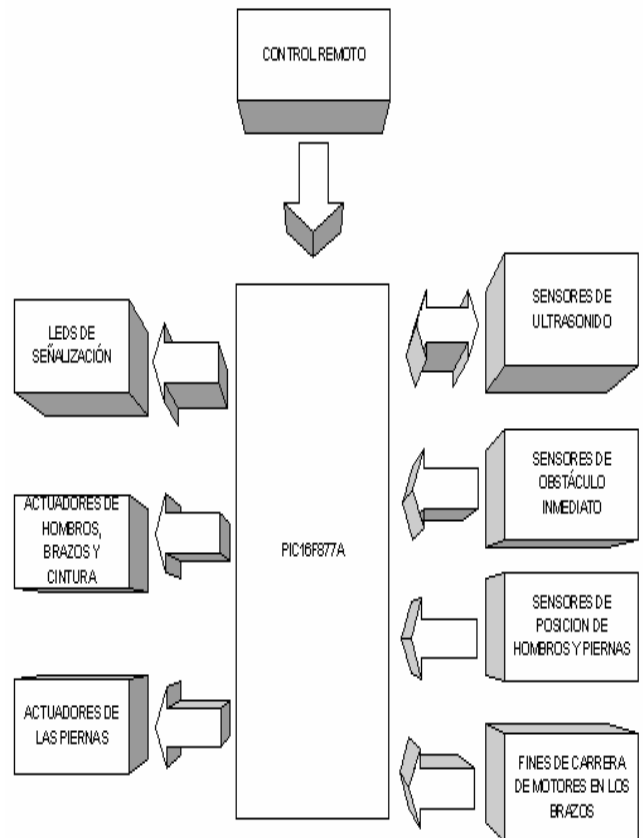 CONTROL REMOTO
LEDS DE
SEÑALIZACIÓN
ACTUADORES DE
HOMBROS,
BRAZOS Y
CINTURA
ACTUADORES DE
LAS PIERNAS
PIC16F877A
SENSORES DE
ULTRASONIDO
SENSORES DE
OBSTÁCULO
INMEDIATO
SENSORES DE
POSICION DE
HOMBROS Y PIERNAS
FINES DE CARRERA
DE MOTORES EN LOS
BRAZOS